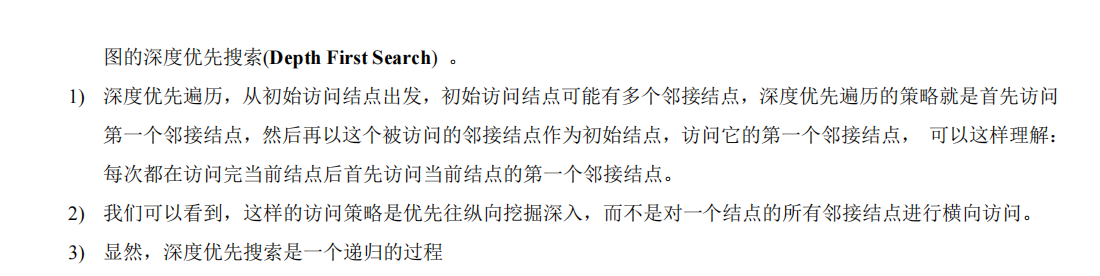 图的深度优先搜索(Depth First Search) 。
1) 深度优先遍历，从初始访问结点出发，初始访问结点可能有多个邻接结点，深度优先遍历的策略就是首先访问
第一个邻接结点，然后再以这个被访问的邻接结点作为初始结点，访问它的第一个邻接结点， 可以这样理解：
每次都在访问完当前结点后首先访问当前结点的第一个邻接结点。
2) 我们可以看到，这样的访问策略是优先往纵向挖掘深入，而不是对一个结点的所有邻接结点进行横向访问。
3) 显然，深度优先搜索是一个递归的过程